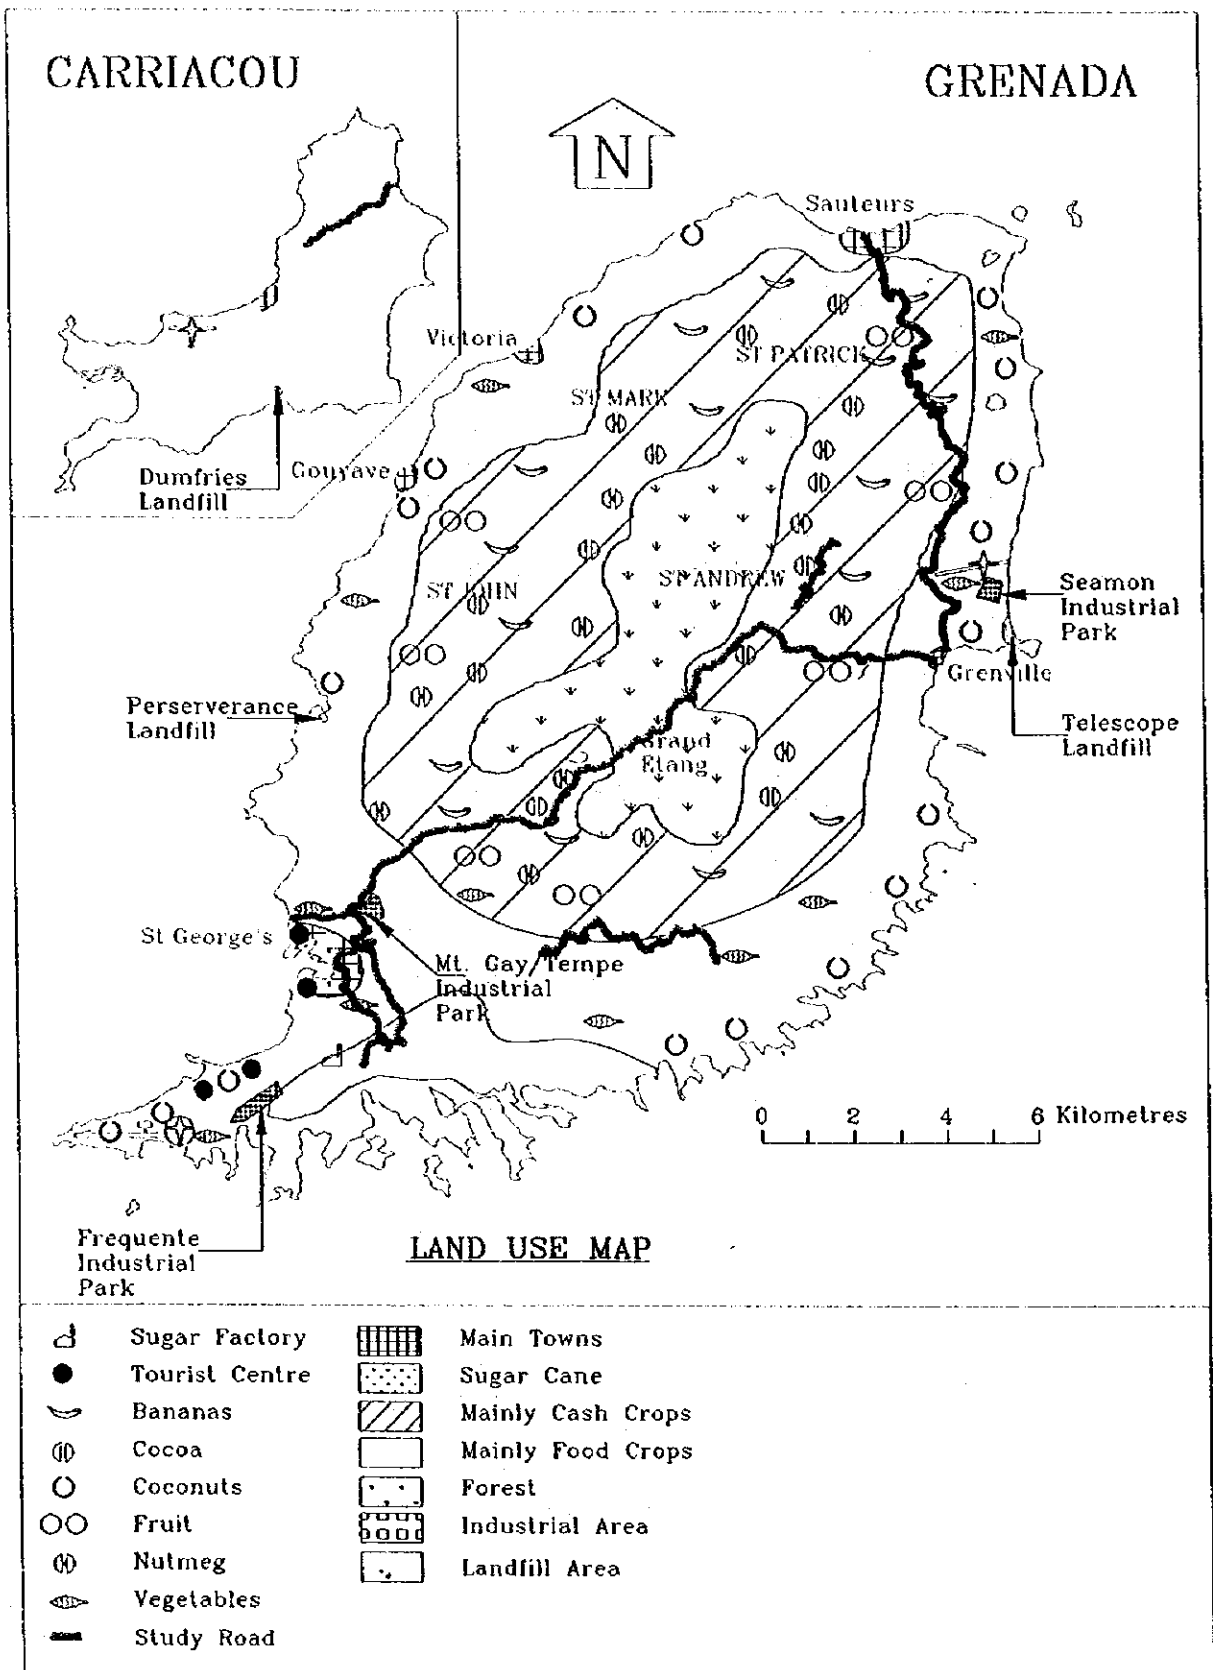 CARRIACOU
GRENADA
N
Sauteurs
Victoria
ST PATRICK
ST MARK
Gouyave
Dumfries
Landfill
ST JOHN
ST ANDREW
Seamon
Industrial
Park
Grenville
Perserverance
Landfill
Telescope
Landfill
Grand
Etang
St George's
Mt. Gay/Tempe
Industrial
Park
0 2 4 6 Kilometres
Frequente
Industrial
Park
LAND USE MAP
Sugar Factory
Tourist Centre
Bananas
Cocoa
Coconuts
Fruit
Nutmeg
Vegetables
Study Road
Main Towns
Sugar Cane
Mainly Cash Crops
Mainly Food Crops
Forest
Industrial Area
Landfill Area